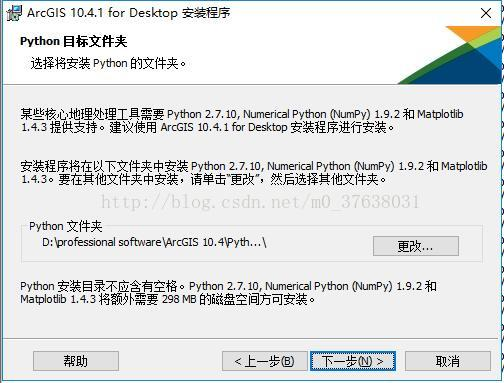 ArcGIS 10.4.1 for Desktop 安装程序
Python 目标文件夹
选择将安装 Python 的文件夹。
某些核心地理处理工具需要 Python 2.7.10, Numerical Python (NumPy) 1.9.2 和 Matplotlib
1.4.3 提供支持。建议使用 ArcGIS 10.4.1 for Desktop 安装程序进行安装。
安装程序将在以下文件夹中安装 Python 2.7.10, Numerical Python (NumPy) 1.9.2 和 Matplotlib
1.4.3。要在其他文件夹中安装，请单击“更改”，然后选择其他文件夹。
http://blog.csdn.net/m0_37638031
Python 文件夹
D:\professional software\ArcGIS 10.4\Pyth...\
更改...
Python 安装目录不应含有空格。Python 2.7.10, Numerical Python (NumPy) 1.9.2 和
Matplotlib 1.4.3 将额外需要 298 MB 的磁盘空间方可安装。
帮助
< 上一步(B)
下一步(N) >
取消